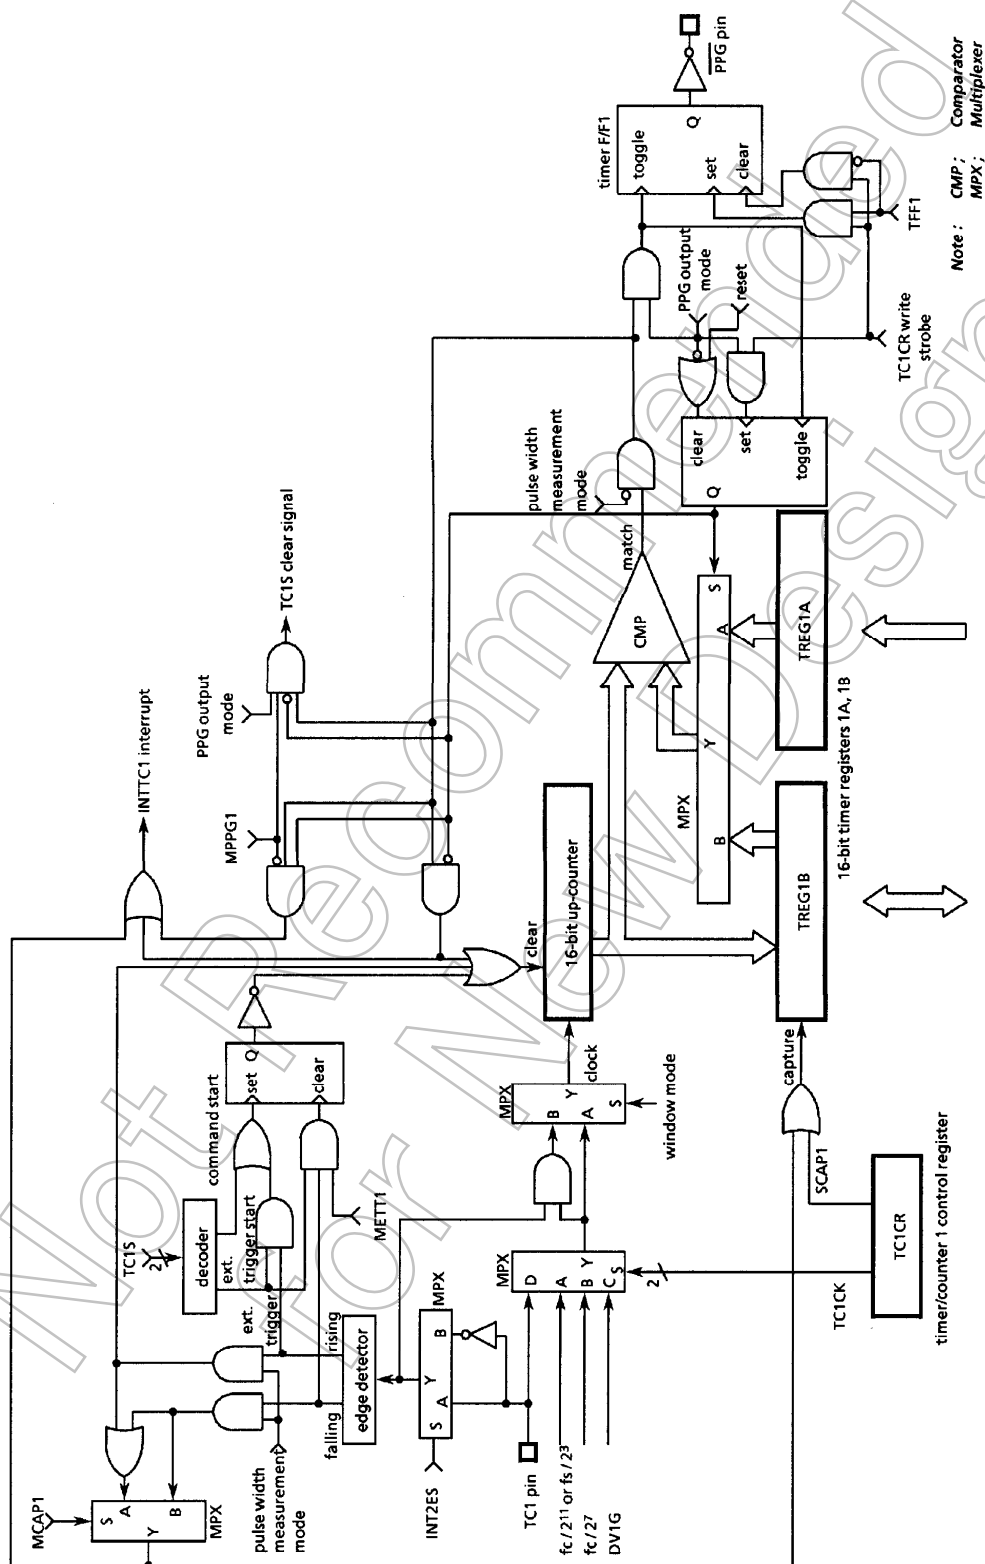 PPG pin
timer F/F1
toggle
Q
set
clear
TFF1
Note :
CMP ;
Comparator
MPX ;
Multiplexer
PPG output
mode
reset
TC1CR write
strobe
pulse width
measurement
mode
clear
Q
set
toggle
TC1S clear signal
match
CMP
S
A
TREG1A
PPG output
mode
INTTC1 interrupt
MPPG1
Y
MPX
B
TREG1B
16-bit timer registers 1A, 1B
clear
16-bit up-counter
command start
set
Q
clear
MPX
B
Y
A
S
clock
window mode
capture
SCAP1
TC1CR
timer/counter 1 control register
TC1S
2
decoder
ext.
trigger start
METT1
MPX
D
A
B
Y
C
S
2
TC1CK
ext.
trigger
rising
falling
edge detector
MPX
B
Y
A
S
INT2ES
TC1 pin
fc / 2¹¹ or fs / 2³
fc / 2⁷
DV1G
MCAP1
S
A
Y
B
MPX
pulse width
measurement
mode
Not Recommended
for New Design